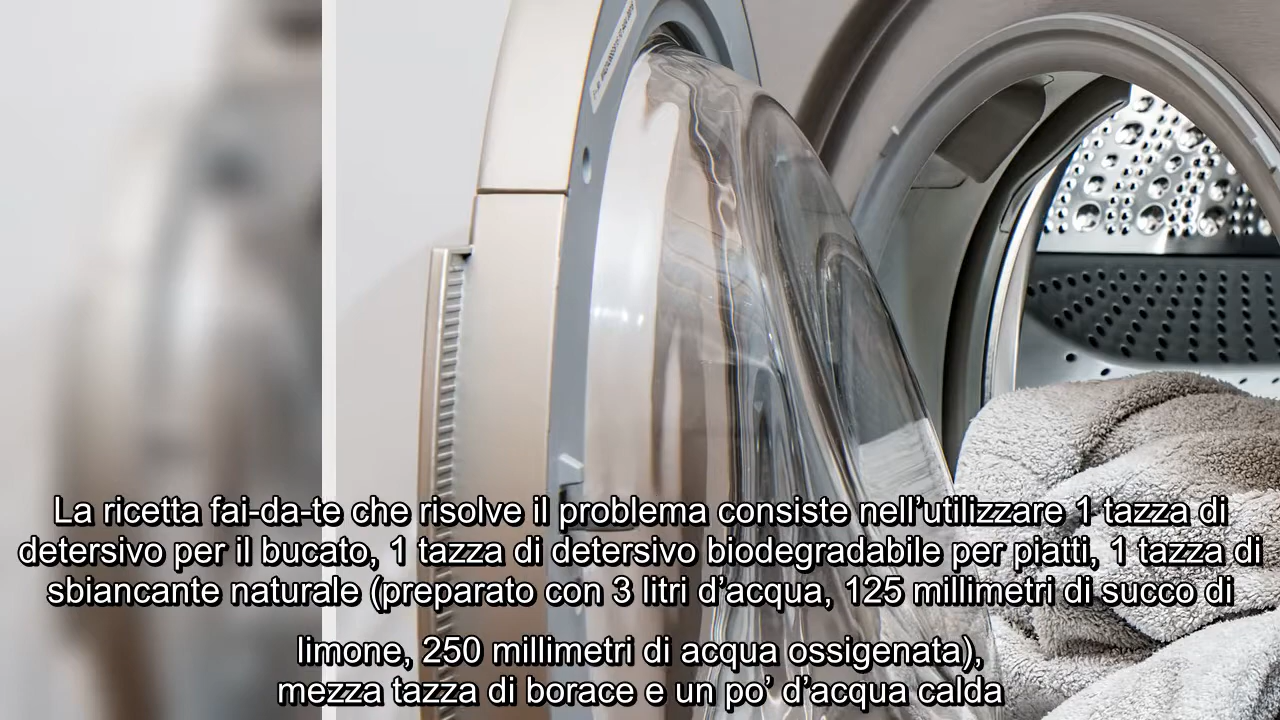 La ricetta fai-da-te che risolve il problema consiste nell’utilizzare 1 tazza di
detersivo per il bucato, 1 tazza di detersivo biodegradabile per piatti, 1 tazza di
sbiancante naturale (preparato con 3 litri d’acqua, 125 millimetri di succo di
limone, 250 millimetri di acqua ossigenata),
mezza tazza di borace e un po’ d’acqua calda